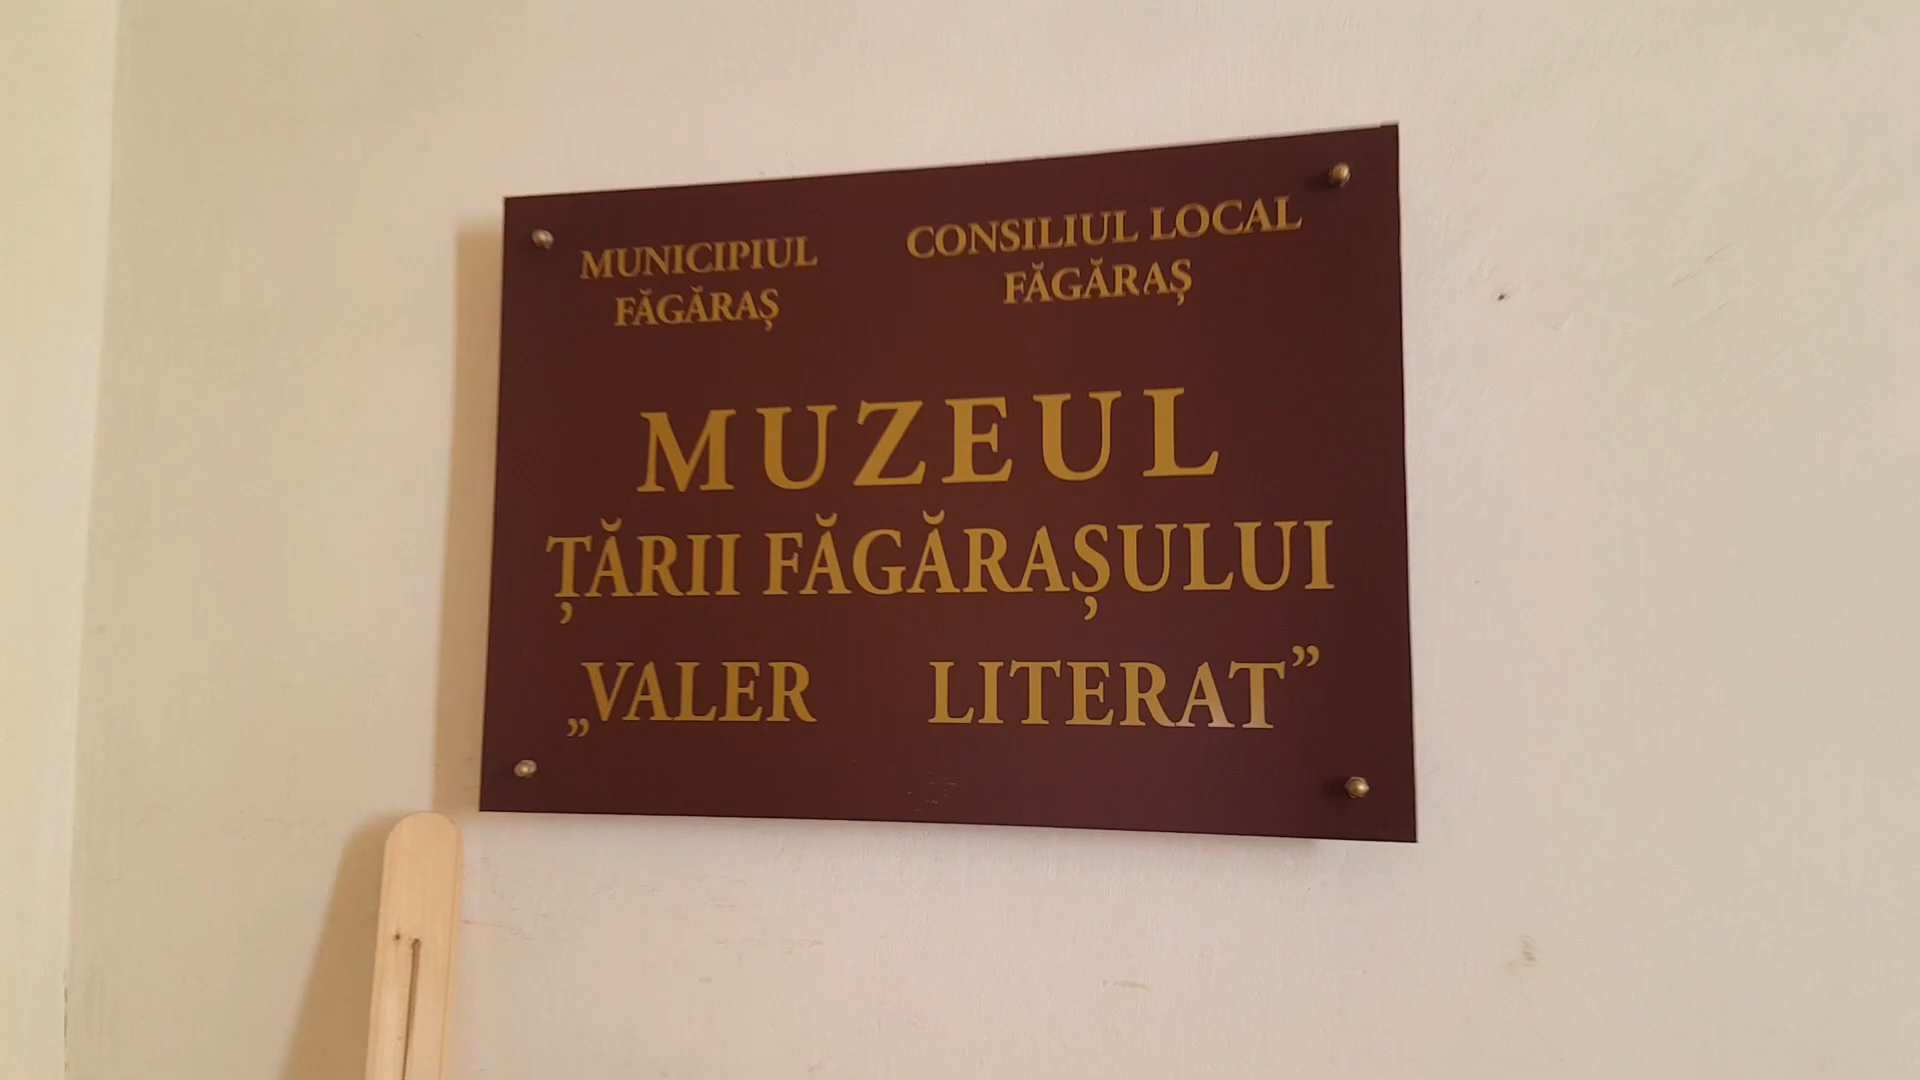 MUNICIPIUL
FĂGĂRAȘ
CONSILIUL LOCAL
FĂGĂRAȘ
MUZEUL
ȚĂRII FĂGĂRAȘULUI
„VALER LITERAT”